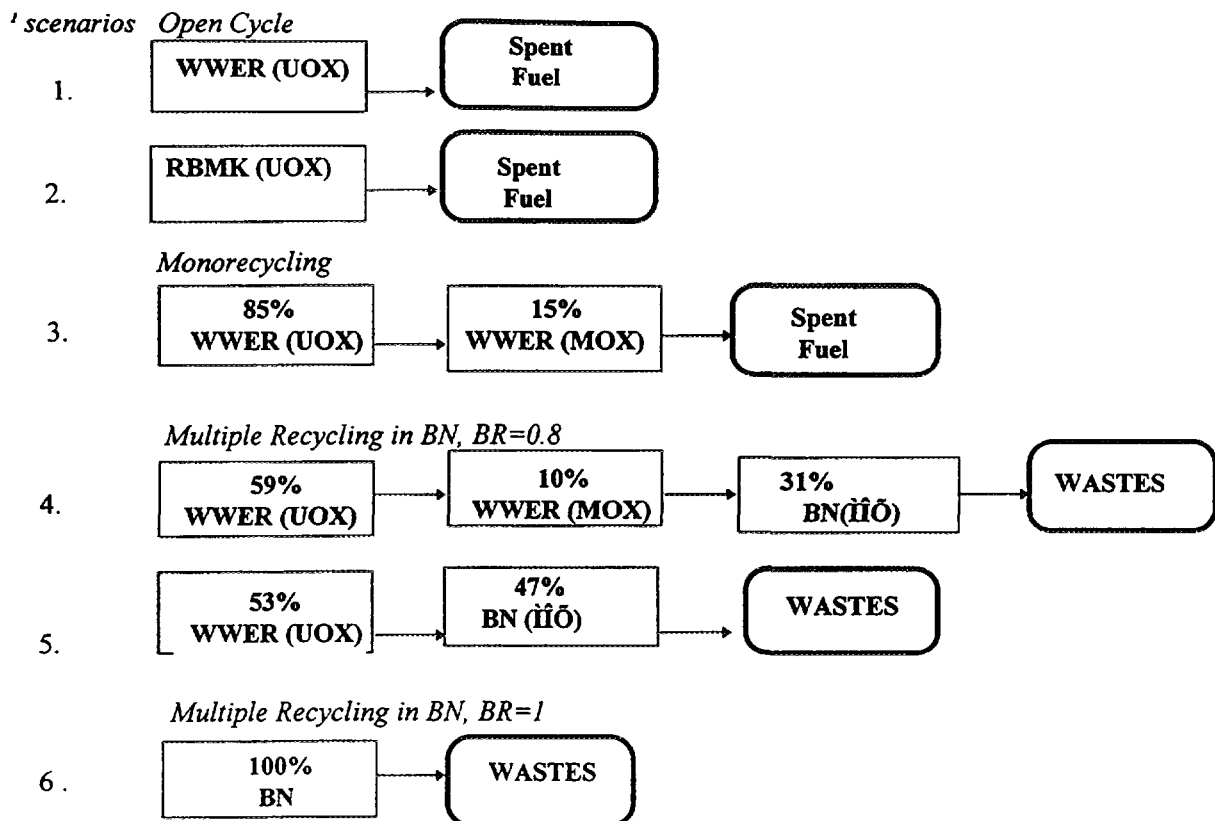 ¹ scenarios Open Cycle
1. WWER (UOX) Spent
Fuel
2. RBMK (UOX) Spent
Fuel
Monorecycling
3. 85%
WWER (UOX) 15%
WWER (MOX) Spent
Fuel
Multiple Recycling in BN, BR=0.8
4. 59%
WWER (UOX) 10%
WWER (MOX) 31%
BN(ÌÎÕ) WASTES
5. 53%
WWER (UOX) 47%
BN (ÌÎÕ) WASTES
Multiple Recycling in BN, BR=1
6 . 100%
BN WASTES